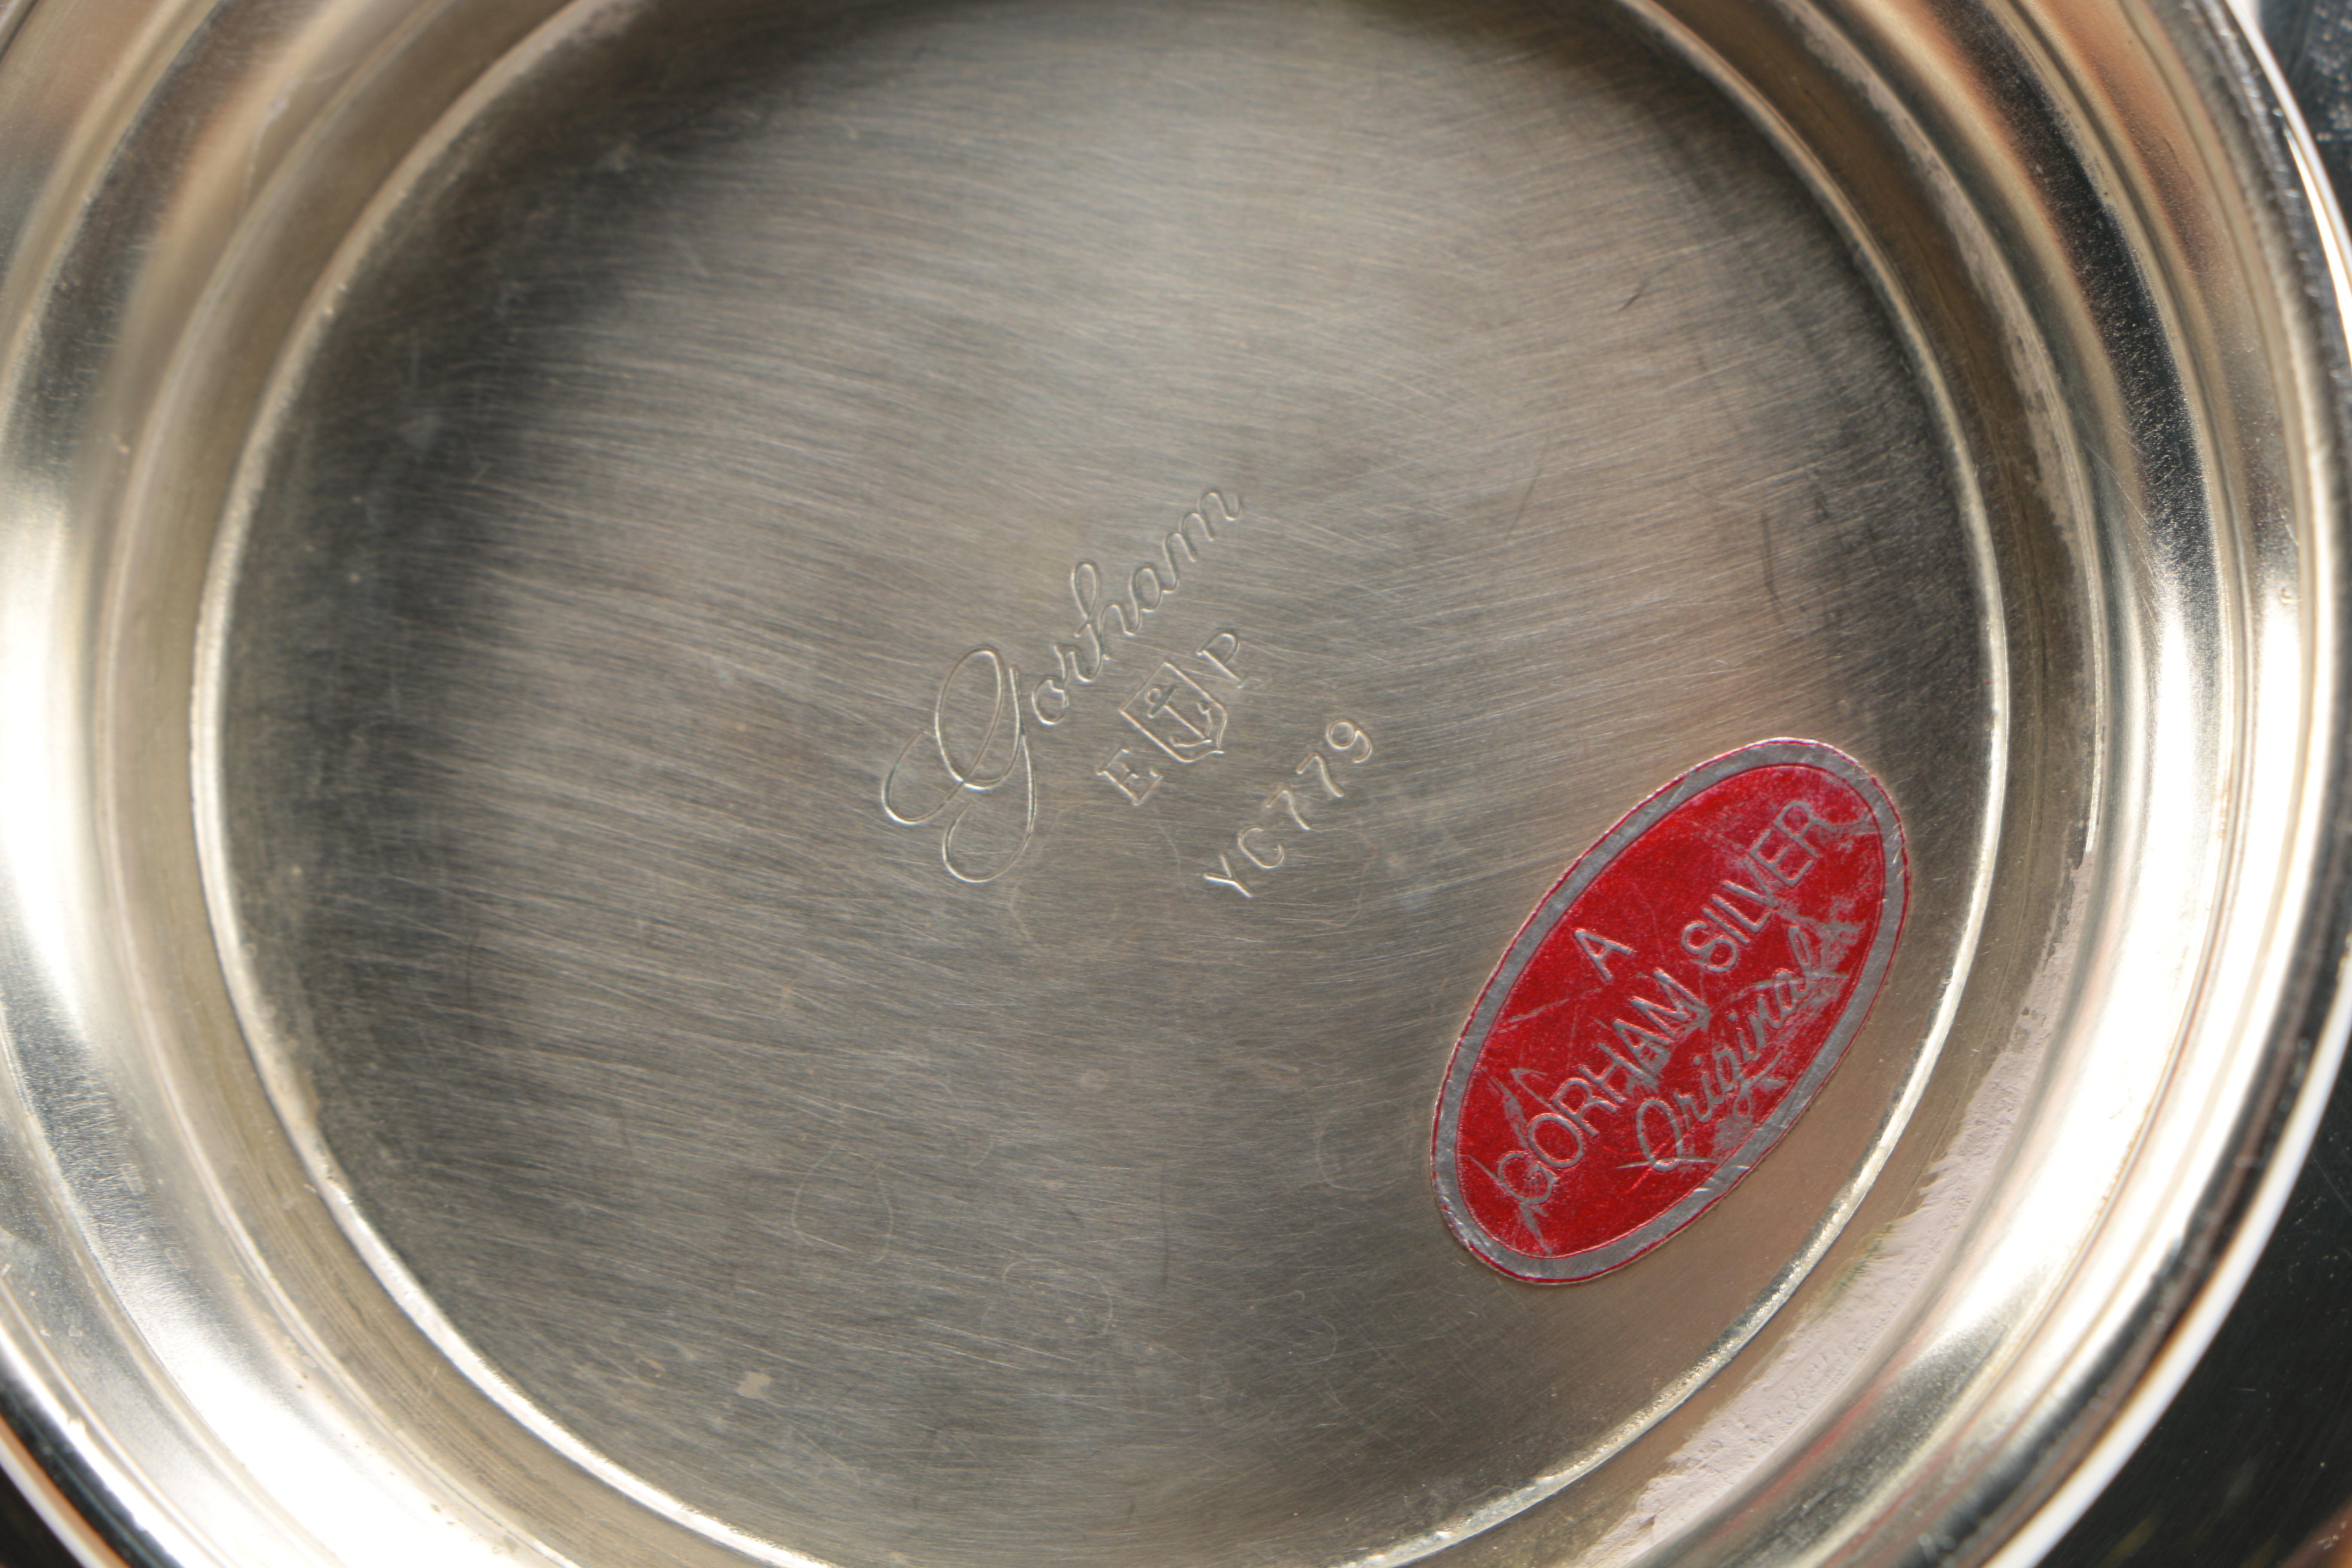 Gorham
E P
YC779
A
GORHAM SILVER
Original